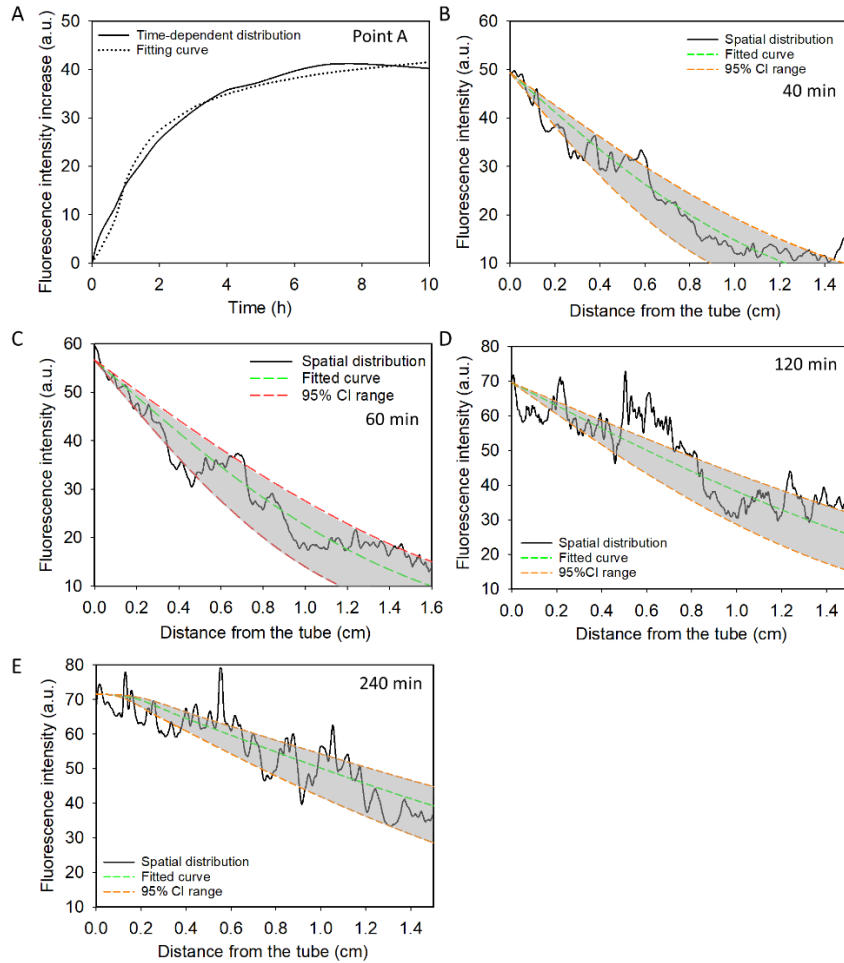 A
Time-dependent distribution
Fitting curve
Point A
Fluorescence intensity increase (a.u.)
50
40
30
20
10
0
0 2 4 6 8 10
Time (h)
B
Spatial distribution
Fitted curve
95% CI range
40 min
Fluorescence intensity (a.u.)
60
50
40
30
20
10
0.0 0.2 0.4 0.6 0.8 1.0 1.2 1.4
Distance from the tube (cm)
C
Spatial distribution
Fitted curve
95% CI range
60 min
Fluorescence intensity (a.u.)
60
50
40
30
20
10
0.0 0.2 0.4 0.6 0.8 1.0 1.2 1.4 1.6
Distance from the tube (cm)
D
120 min
Fluorescence intensity (a.u.)
80
70
60
50
40
30
20
10
Spatial distribution
Fitted curve
95%CI range
0.0 0.2 0.4 0.6 0.8 1.0 1.2 1.4
Distance from the tube (cm)
E
240 min
Fluorescence intensity (a.u.)
80
70
60
50
40
30
20
10
Spatial distribution
Fitted curve
95% CI range
0.0 0.2 0.4 0.6 0.8 1.0 1.2 1.4
Distance from the tube (cm)